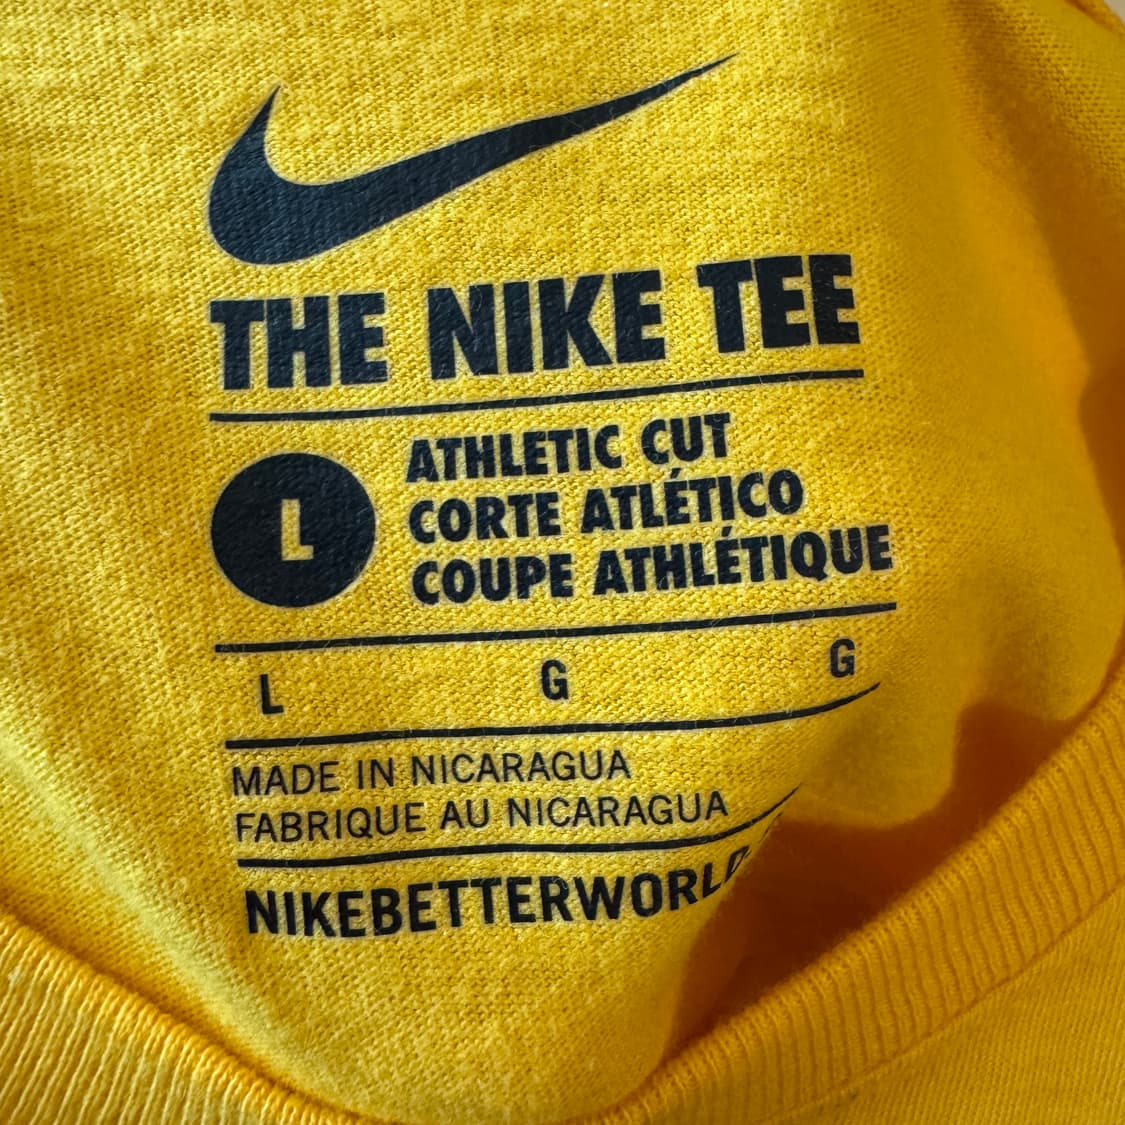 THE NIKE TEE
L
ATHLETIC CUT
CORTE ATLÉTICO
COUPE ATHLÉTIQUE
L G G
MADE IN NICARAGUA
FABRIQUE AU NICARAGUA
NIKEBETTERWORLD